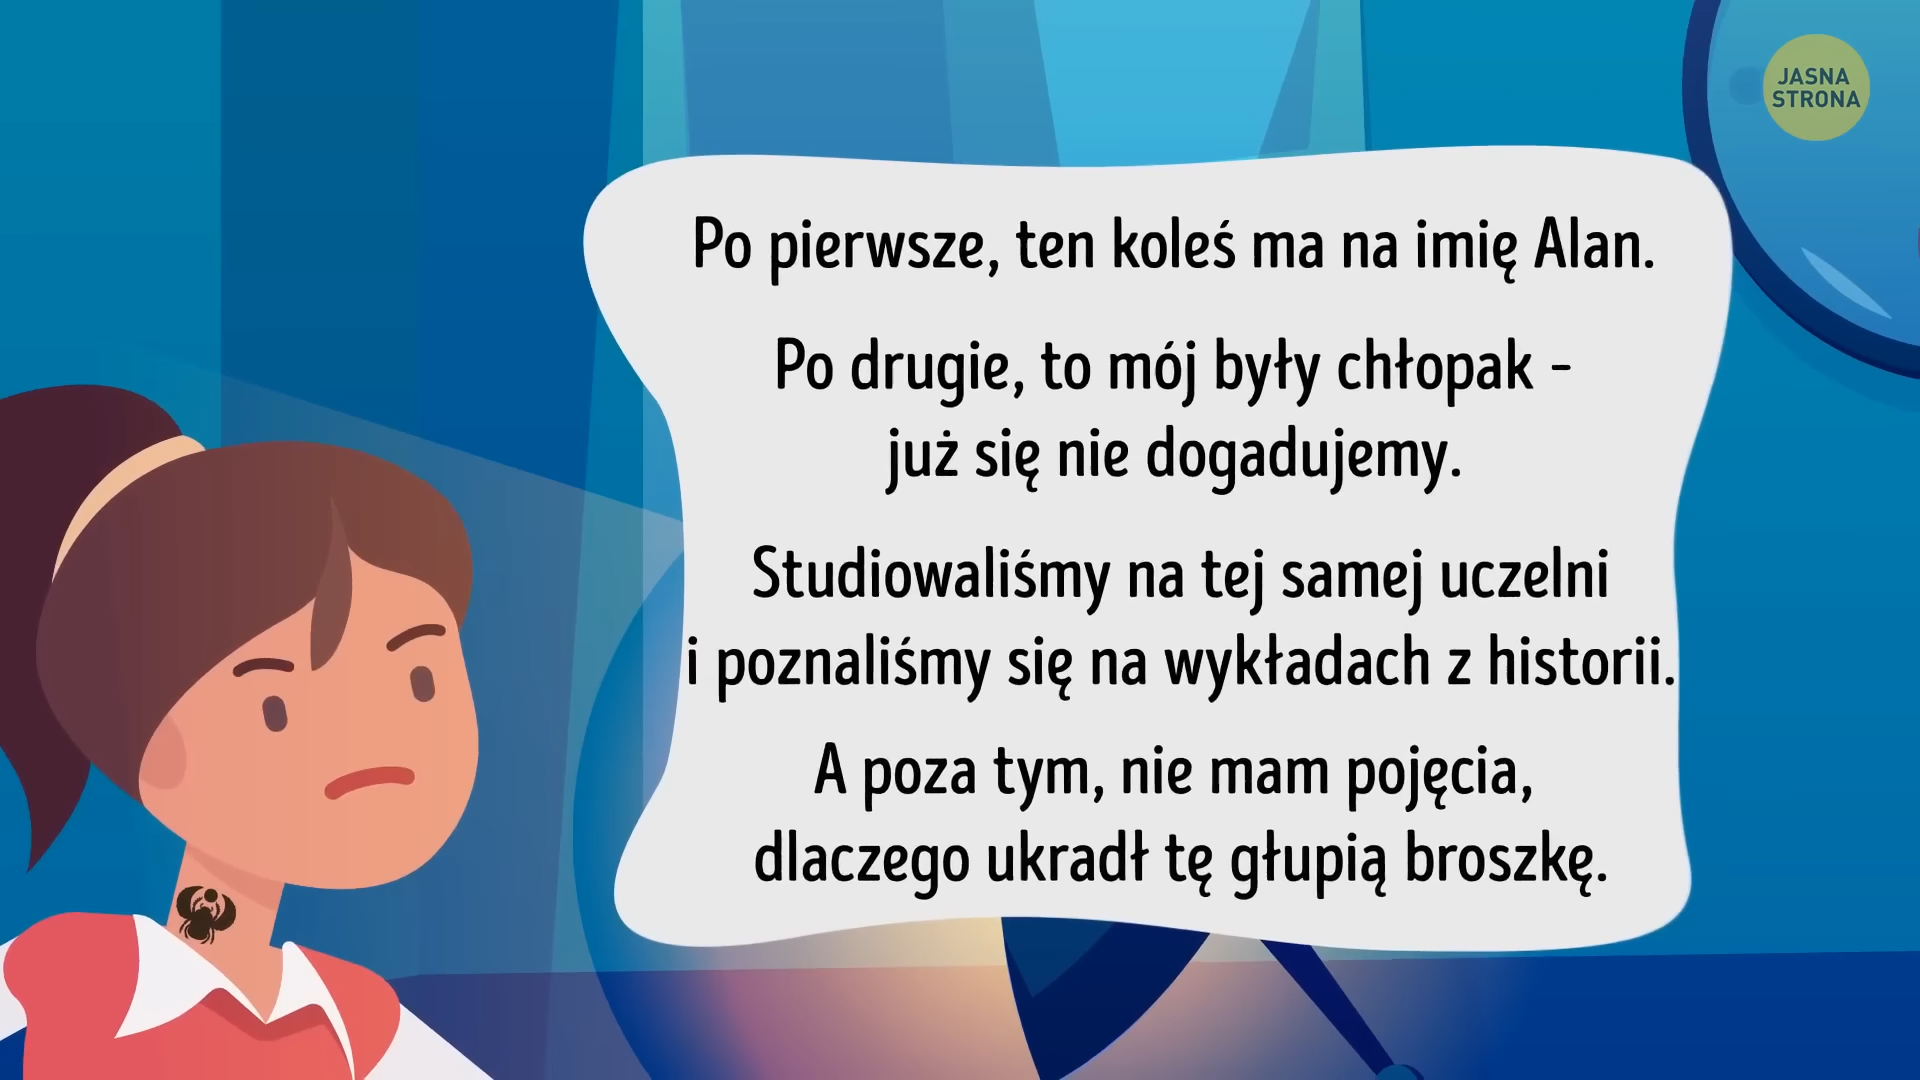 JASNA
STRONA
Po pierwsze, ten koleś ma na imię Alan.
Po drugie, to mój były chłopak -
już się nie dogadujemy.
Studiowaliśmy na tej samej uczelni
i poznaliśmy się na wykładach z historii.
A poza tym, nie mam pojęcia,
dlaczego ukradł tę głupią broszkę.